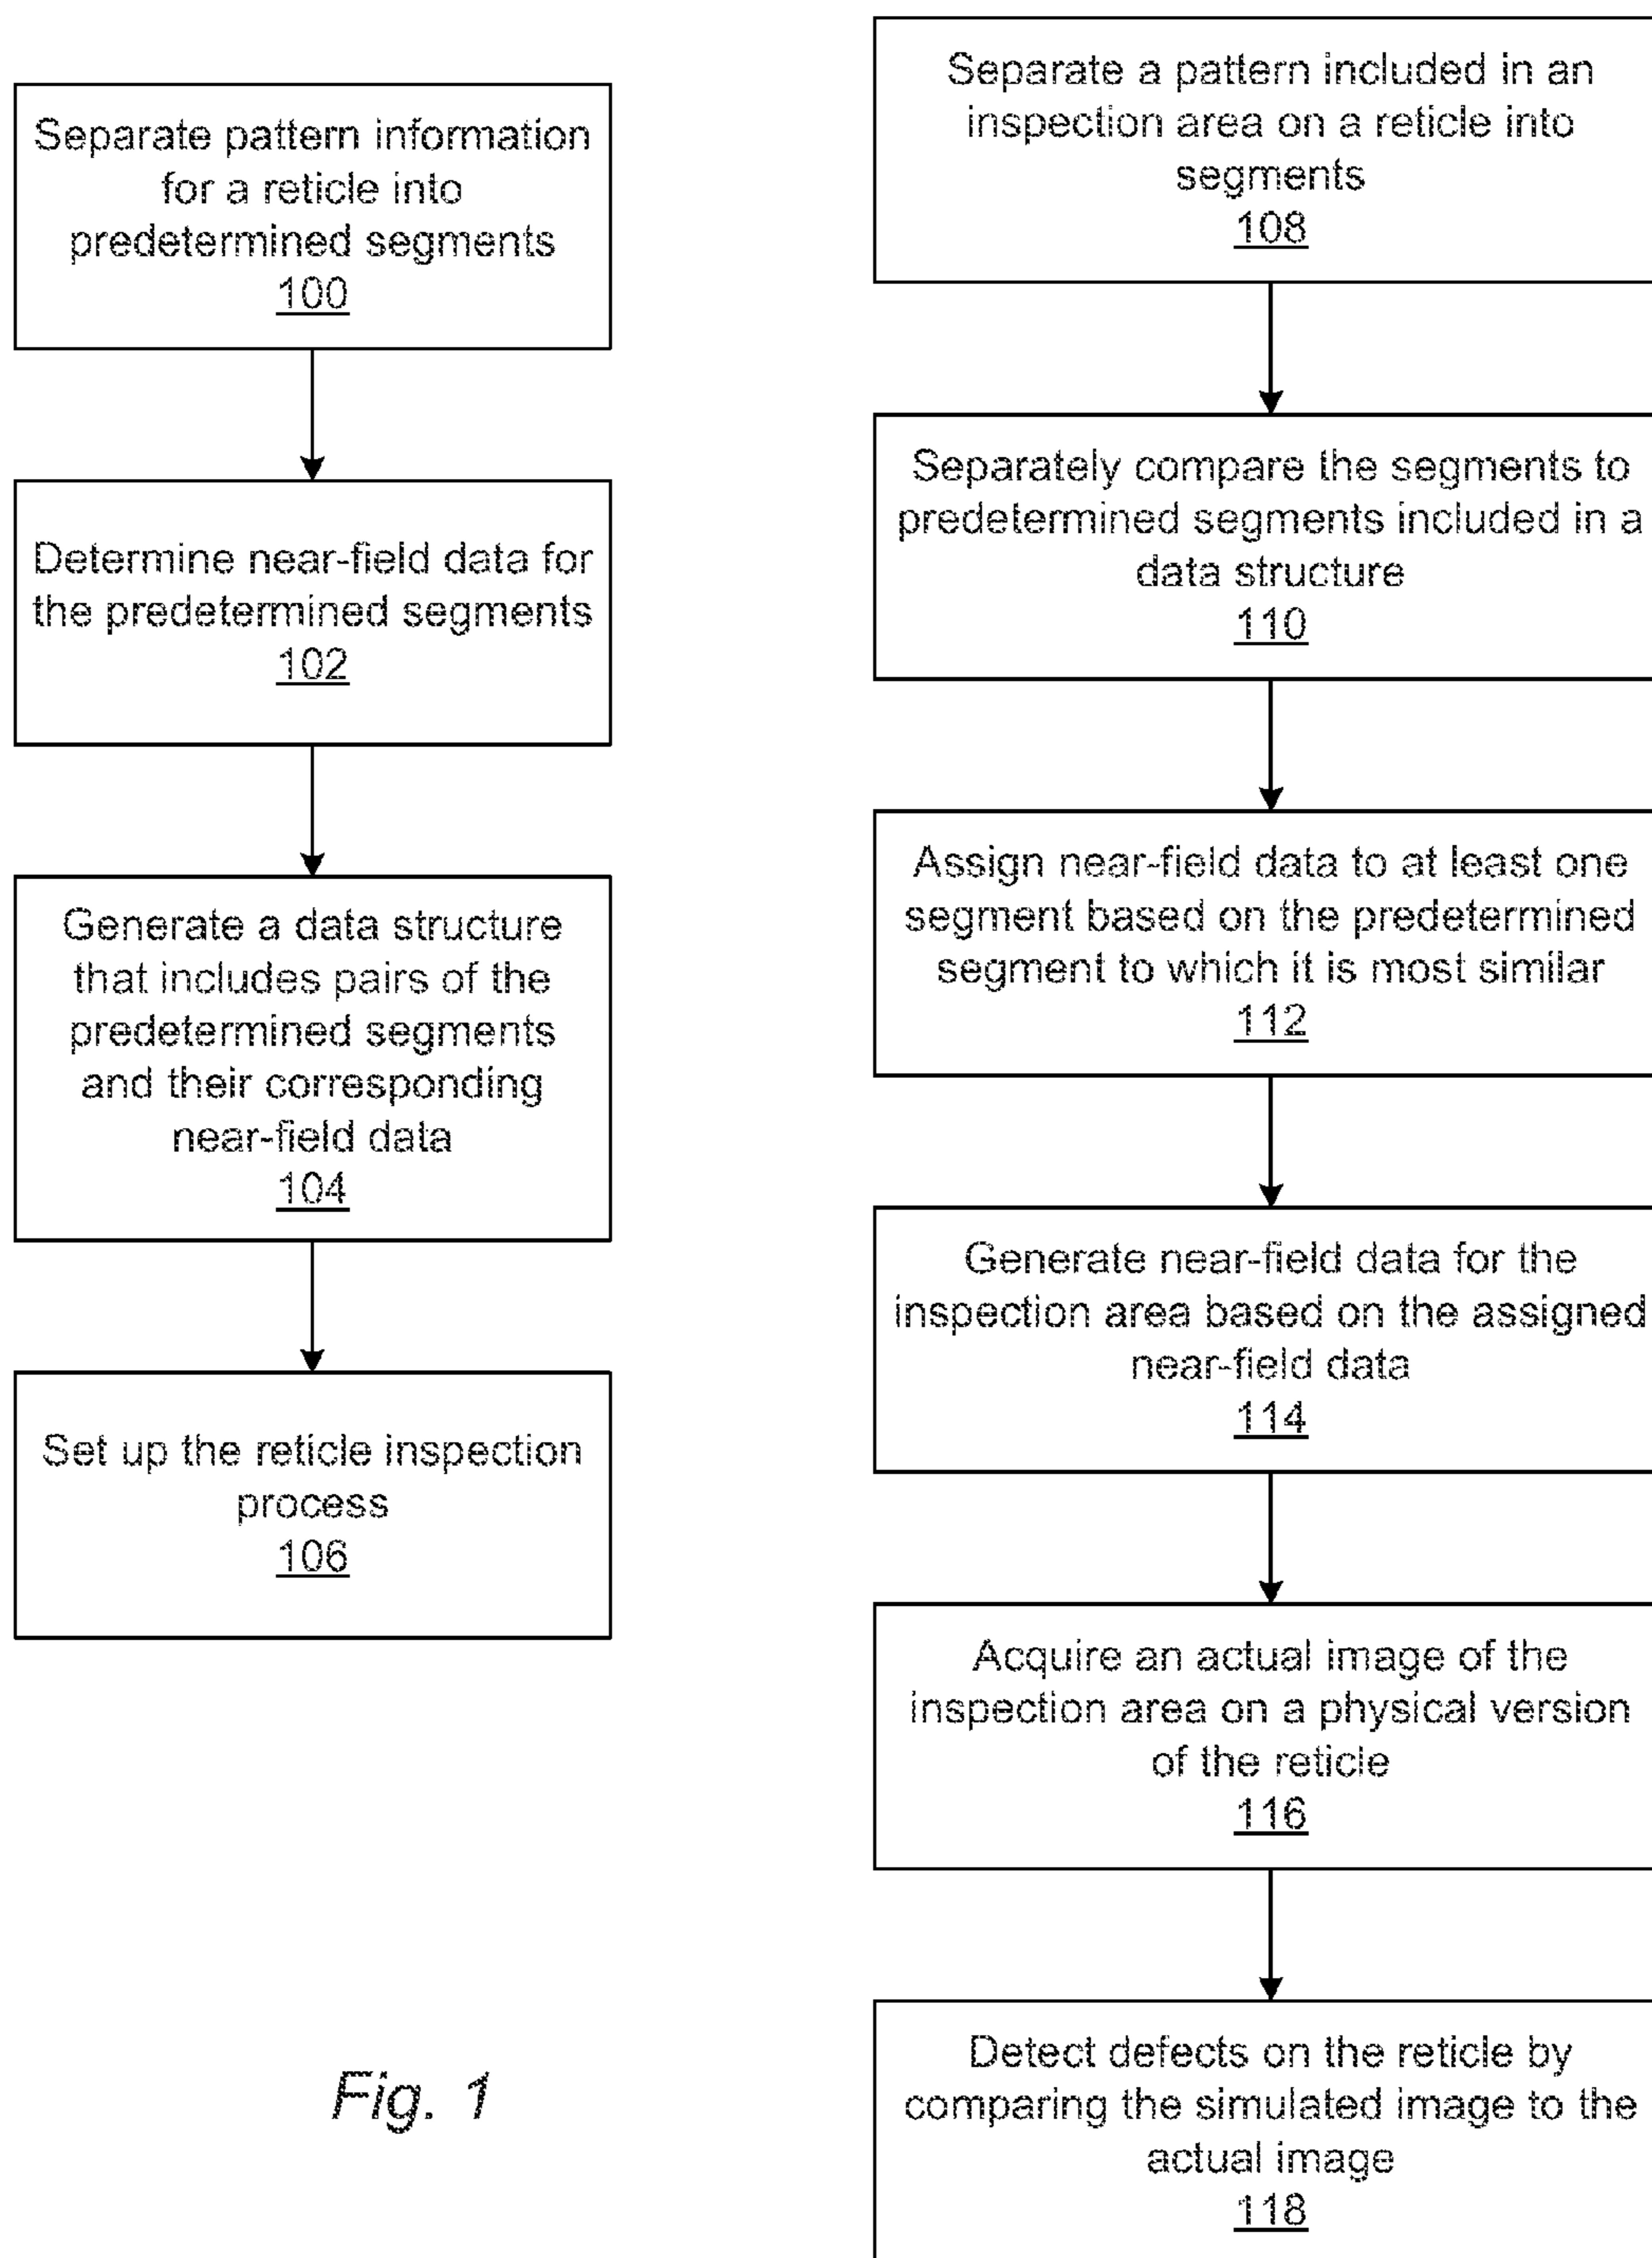 Separate pattern information
for a reticle into
predetermined segments
100
Determine near-field data for
the predetermined segments
102
Generate a data structure
that includes pairs of the
predetermined segments
and their corresponding
near-field data
104
Set up the reticle inspection
process
106
Fig. 1
Separate a pattern included in an
inspection area on a reticle into
segments
108
Separately compare the segments to
predetermined segments included in a
data structure
110
Assign near-field data to at least one
segment based on the predetermined
segment to which it is most similar
112
Generate near-field data for the
inspection area based on the assigned
near-field data
114
Acquire an actual image of the
inspection area on a physical version
of the reticle
116
Detect defects on the reticle by
comparing the simulated image to the
actual image
118